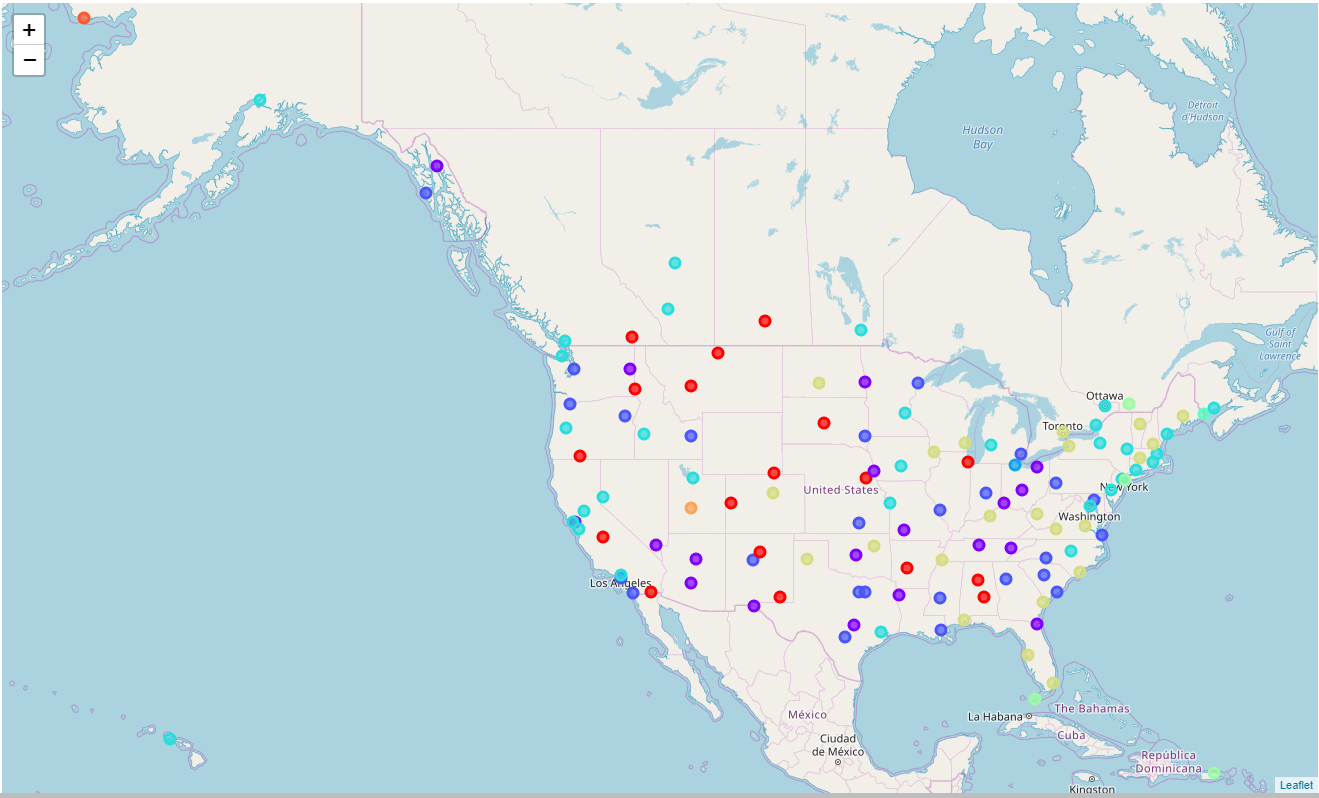 +
−
Détroit
d'Hudson
Hudson
Bay
Gulf of
Saint
Lawrence
Ottawa
Toronto
United States
New York
Washington
Los Angeles
México
La Habana
The Bahamas
Cuba
Ciudad
de México
República
Dominicana
Kingston
Leaflet